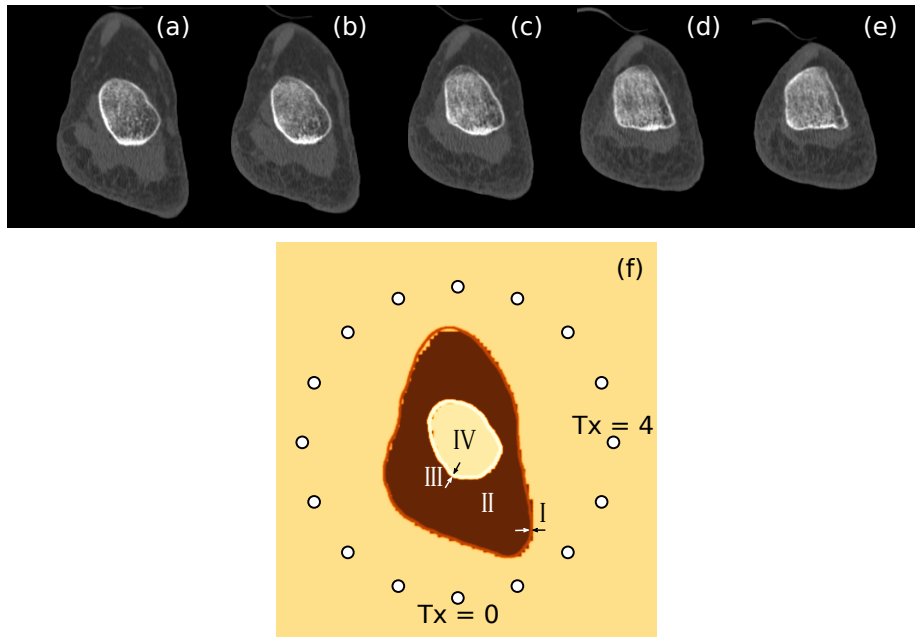 (a)
(b)
(c)
(d)
(e)
(f)
Tx = 4
IV
III
II
I
Tx = 0